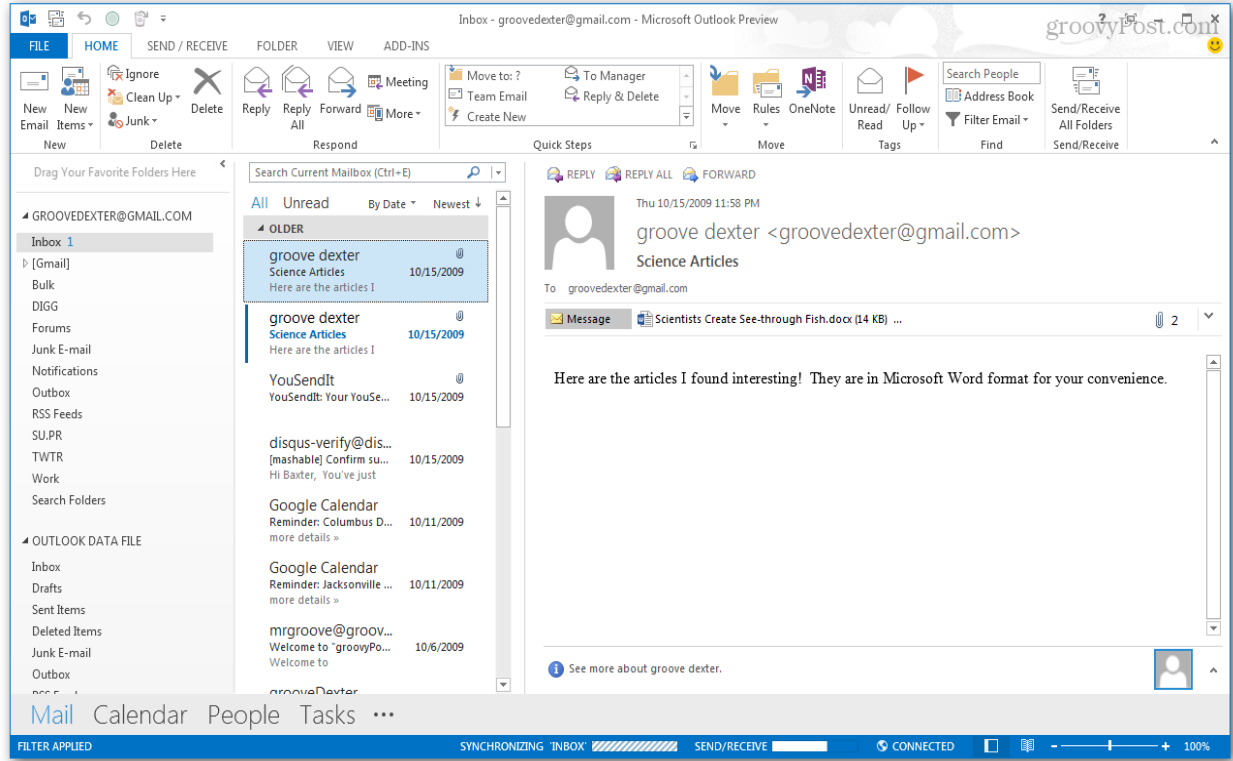 Inbox - groovedexter@gmail.com - Microsoft Outlook Preview
?
groovyPost.com
FILE HOME SEND / RECEIVE FOLDER VIEW ADD-INS
New Email
New Items
Ignore
Clean Up
Junk
Delete
Reply
Reply All
Forward
Meeting
More
Move to: ?
Team Email
Create New
To Manager
Reply & Delete
Move
Rules
OneNote
Unread/ Read
Follow Up
Search People
Address Book
Filter Email
Send/Receive All Folders
New Delete Respond Quick Steps Move Tags Find Send/Receive
Drag Your Favorite Folders Here
GROOVEDEXTER@GMAIL.COM
Inbox 1
[Gmail]
Bulk
DIGG
Forums
Junk E-mail
Notifications
Outbox
RSS Feeds
SU.PR
TWTR
Work
Search Folders
OUTLOOK DATA FILE
Inbox
Drafts
Sent Items
Deleted Items
Junk E-mail
Outbox
Search Current Mailbox (Ctrl+E)
All Unread By Date Newest ↓
OLDER
groove dexter
Science Articles 10/15/2009
Here are the articles I
groove dexter
Science Articles 10/15/2009
Here are the articles I
YouSendIt
YouSendIt: Your YouSe... 10/15/2009
disqus-verify@dis...
[mashable] Confirm su... 10/15/2009
Hi Baxter, You've just
Google Calendar
Reminder: Columbus D... 10/11/2009
more details »
Google Calendar
Reminder: Jacksonville ... 10/11/2009
more details »
mrgroove@groov...
Welcome to "groovyPo... 10/6/2009
Welcome to
grooveDexter
REPLY REPLY ALL FORWARD
Thu 10/15/2009 11:58 PM
groove dexter <groovedexter@gmail.com>
Science Articles
To groovedexter@gmail.com
Message Scientists Create See-through Fish.docx (14 KB) ... 2
Here are the articles I found interesting! They are in Microsoft Word format for your convenience.
See more about groove dexter.
Mail Calendar People Tasks •••
FILTER APPLIED SYNCHRONIZING 'INBOX' SEND/RECEIVE CONNECTED - + 100%